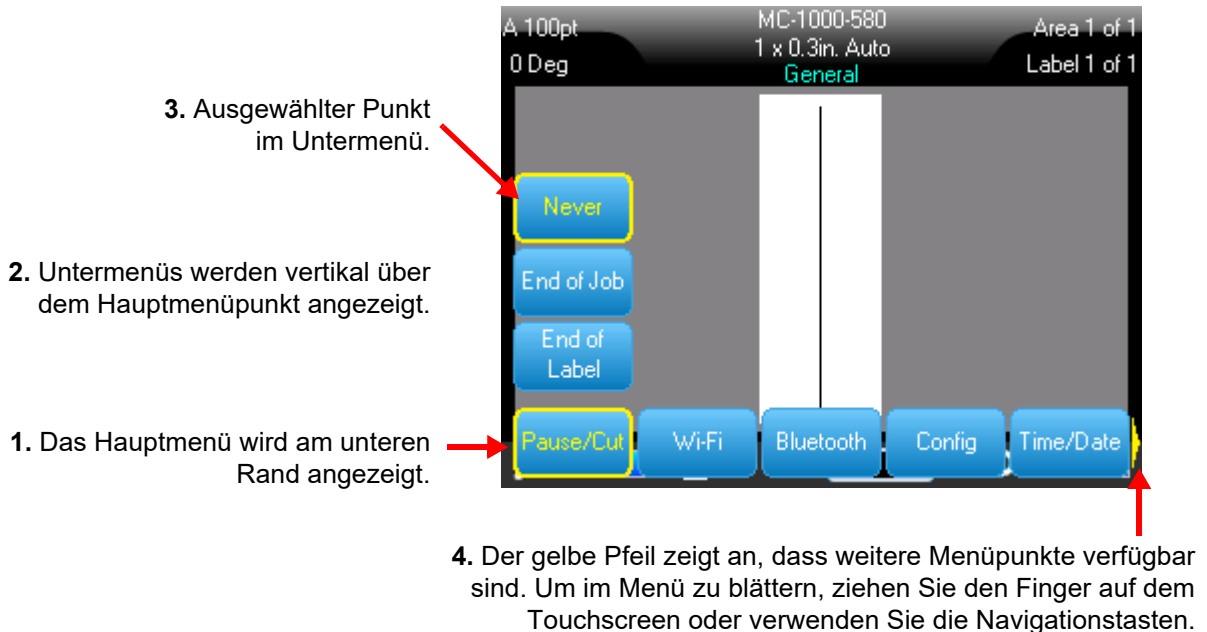 A 100pt
MC-1000-580
Area 1 of 1
0 Deg
1 x 0.3in. Auto
General
Label 1 of 1
3. Ausgewählter Punkt
im Untermenü.
Never
2. Untermenüs werden vertikal über
dem Hauptmenüpunkt angezeigt.
End of Job
End of
Label
1. Das Hauptmenü wird am unteren
Rand angezeigt.
Pause/Cut
Wi-Fi
Bluetooth
Config
Time/Date
4. Der gelbe Pfeil zeigt an, dass weitere Menüpunkte verfügbar
sind. Um im Menü zu blättern, ziehen Sie den Finger auf dem
Touchscreen oder verwenden Sie die Navigationstasten.